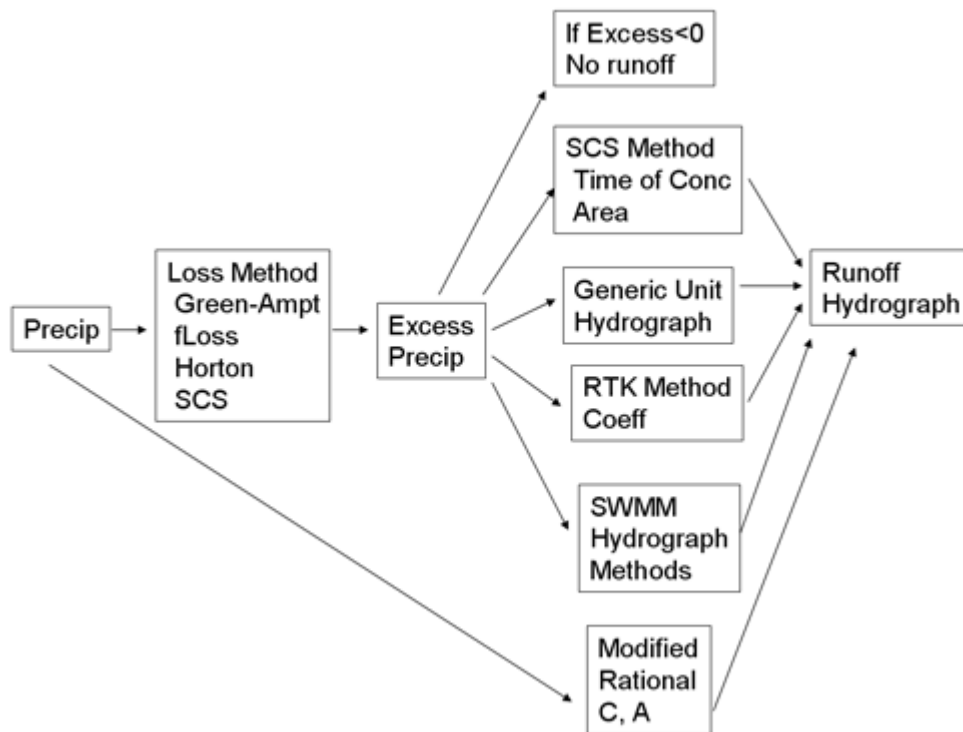 If Excess<0
No runoff
SCS Method
Time of Conc
Area
Loss Method
Green-Ampt
fLoss
Horton
SCS
Precip
Excess
Precip
Generic Unit
Hydrograph
Runoff
Hydrograph
RTK Method
Coeff
SWMM
Hydrograph
Methods
Modified
Rational
C, A